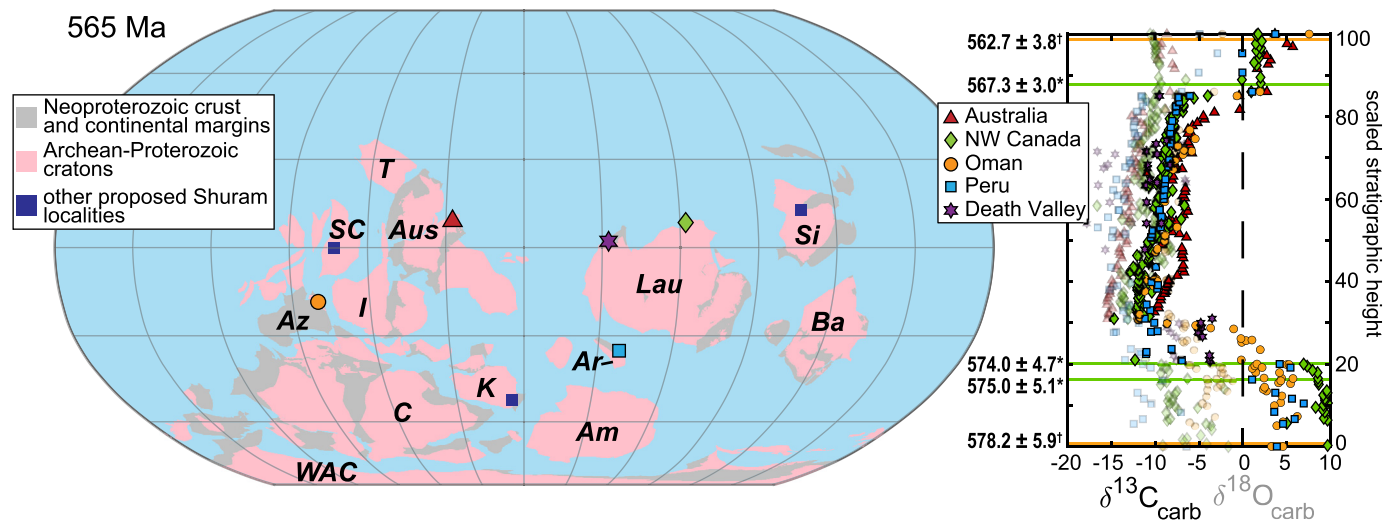 565 Ma
Neoproterozoic crust
and continental margins
Archean-Proterozoic
cratons
other proposed Shuram
localities
T
SC
Aus
Az
I
K
C
WAC
Lau
Si
Ba
Ar
Am
562.7 ± 3.8†
567.3 ± 3.0*
574.0 ± 4.7*
575.0 ± 5.1*
578.2 ± 5.9†
Australia
NW Canada
Oman
Peru
Death Valley
100
80
60
40
20
0
scaled stratigraphic height
-20 -15 -10 -5 0 5 10
δ13Ccarb δ18Ocarb